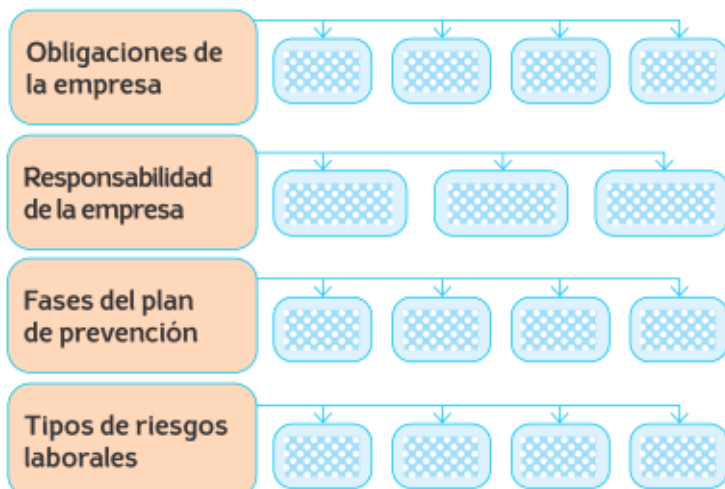 Obligaciones de
la empresa
Responsabilidad
de la empresa
Fases del plan
de prevención
Tipos de riesgos
laborales